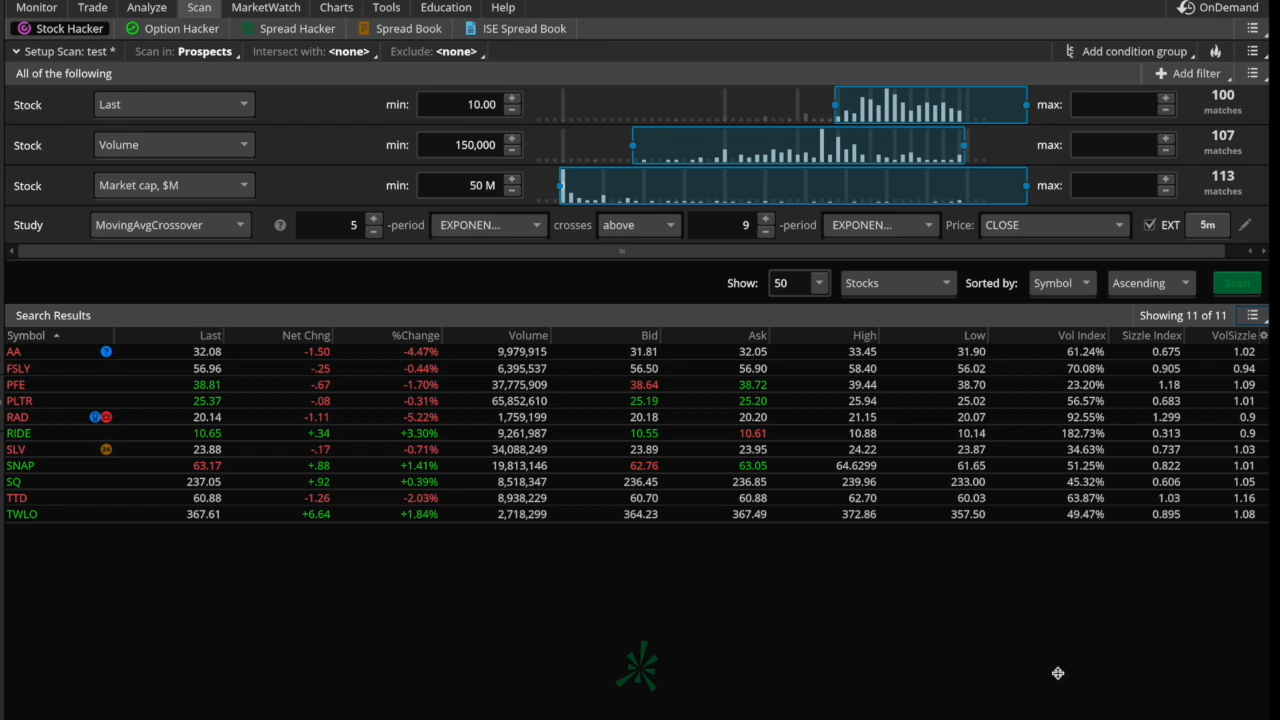 Monitor Trade Analyze Scan MarketWatch Charts Tools Education Help OnDemand
Stock Hacker Option Hacker Spread Hacker Spread Book ISE Spread Book
Setup Scan: test * Scan in: Prospects Intersect with: <none> Exclude: <none> Add condition group
All of the following Add filter
Stock Last min: 10.00 max: 100 matches
Stock Volume min: 150,000 max: 107 matches
Stock Market cap, $M min: 50 M max: 113 matches
Study MovingAvgCrossover ? 5 -period EXPONEN... crosses above 9 -period EXPONEN... Price: CLOSE EXT 5m
Show: 50 Stocks Sorted by: Symbol Ascending Scan
Search Results Showing 11 of 11
Symbol Last Net Chng %Change Volume Bid Ask High Low Vol Index Sizzle Index VolSizzle
AA ? 32.08 -1.50 -4.47% 9,979,915 31.81 32.05 33.45 31.90 61.24% 0.675 1.02
FSLY 56.96 -.25 -0.44% 6,395,537 56.50 56.90 58.40 56.02 70.08% 0.905 0.94
PFE 38.81 -.67 -1.70% 37,775,909 38.64 38.72 39.44 38.70 23.20% 1.18 1.09
PLTR 25.37 -.08 -0.31% 65,852,610 25.19 25.20 25.94 25.02 56.57% 0.683 1.01
RAD 20.14 -1.11 -5.22% 1,759,199 20.18 20.20 21.15 20.07 92.55% 1.299 0.9
RIDE 10.65 +.34 +3.30% 9,261,987 10.55 10.61 10.88 10.14 182.73% 0.313 0.9
SLV 23.88 -.17 -0.71% 34,088,249 23.89 23.95 24.22 23.87 34.63% 0.737 1.03
SNAP 63.17 +.88 +1.41% 19,813,146 62.76 63.05 64.6299 61.65 51.25% 0.822 1.01
SQ 237.05 +.92 +0.39% 8,518,347 236.45 236.85 239.96 233.00 45.32% 0.606 1.05
TTD 60.88 -1.26 -2.03% 8,938,229 60.70 60.88 62.70 60.03 63.87% 1.03 1.16
TWLO 367.61 +6.64 +1.84% 2,718,299 364.23 367.49 372.86 357.50 49.47% 0.895 1.08